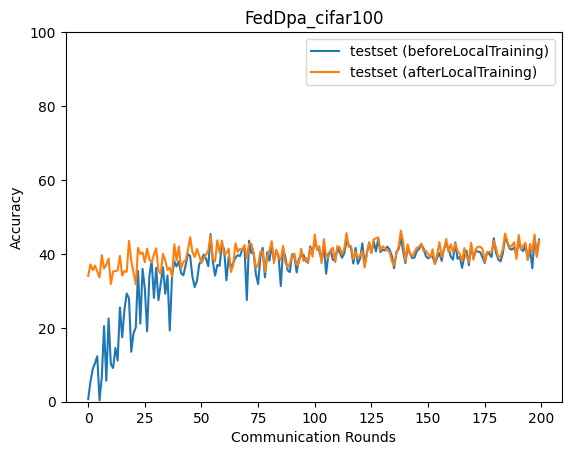 FedDpa_cifar100
testset (beforeLocalTraining)
testset (afterLocalTraining)
Accuracy
100
80
60
40
20
0
0 25 50 75 100 125 150 175 200
Communication Rounds